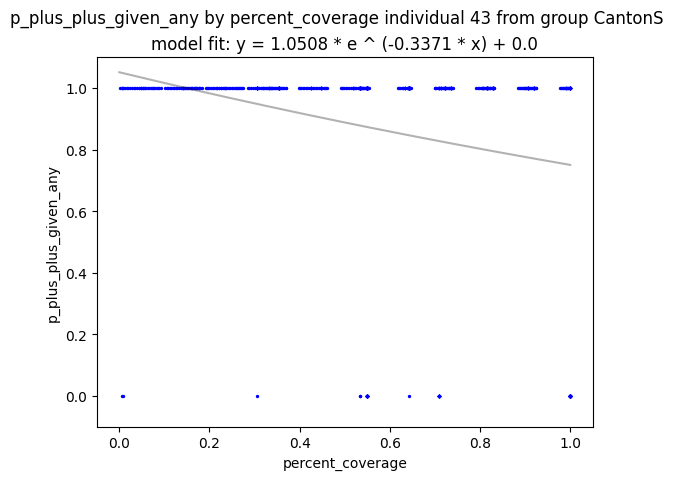 p_plus_plus_given_any by percent_coverage individual 43 from group CantonS
model fit: y = 1.0508 * e ^ (-0.3371 * x) + 0.0
1.0
0.8
0.6
0.4
0.2
0.0
p_plus_plus_given_any
0.0 0.2 0.4 0.6 0.8 1.0
percent_coverage